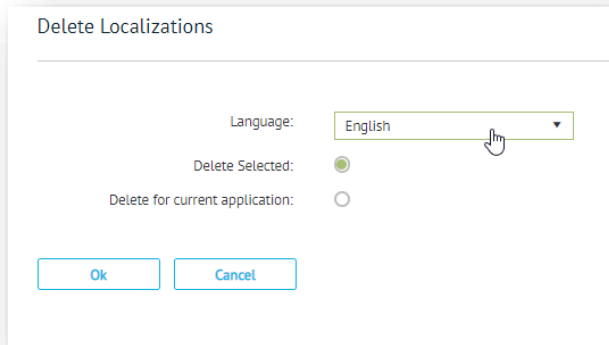 Delete Localizations
Language:
English
Delete Selected:
Delete for current application:
Ok
Cancel